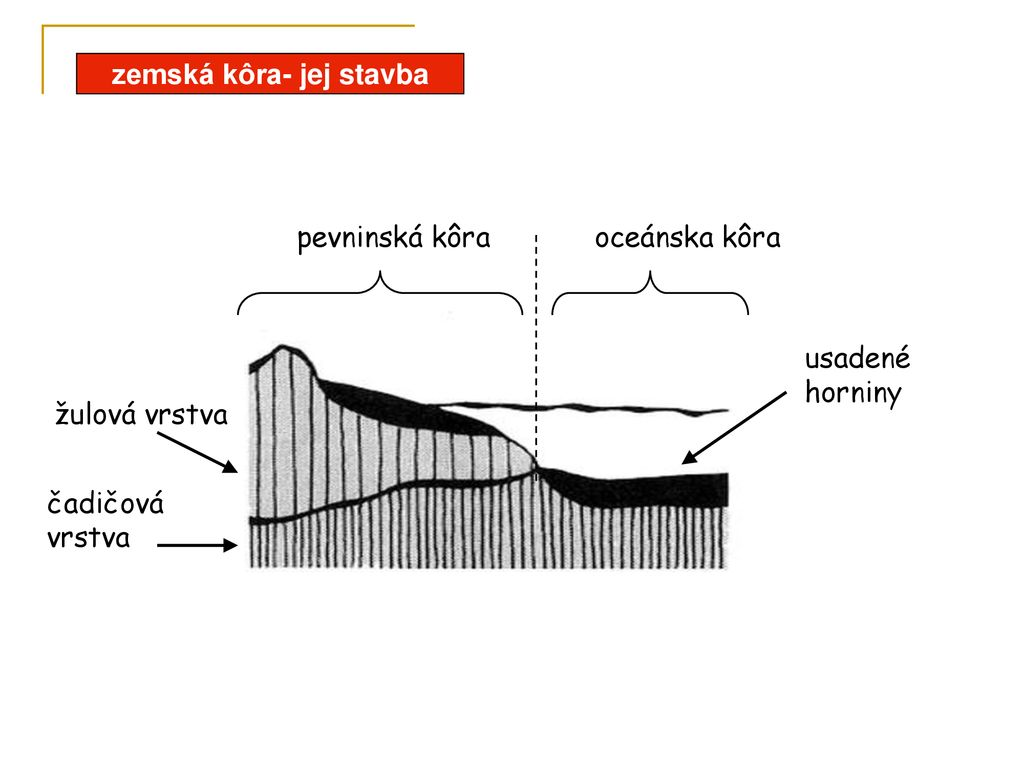 zemská kôra- jej stavba
pevninská kôra
oceánska kôra
usadené
horniny
žulová vrstva
čadičová
vrstva